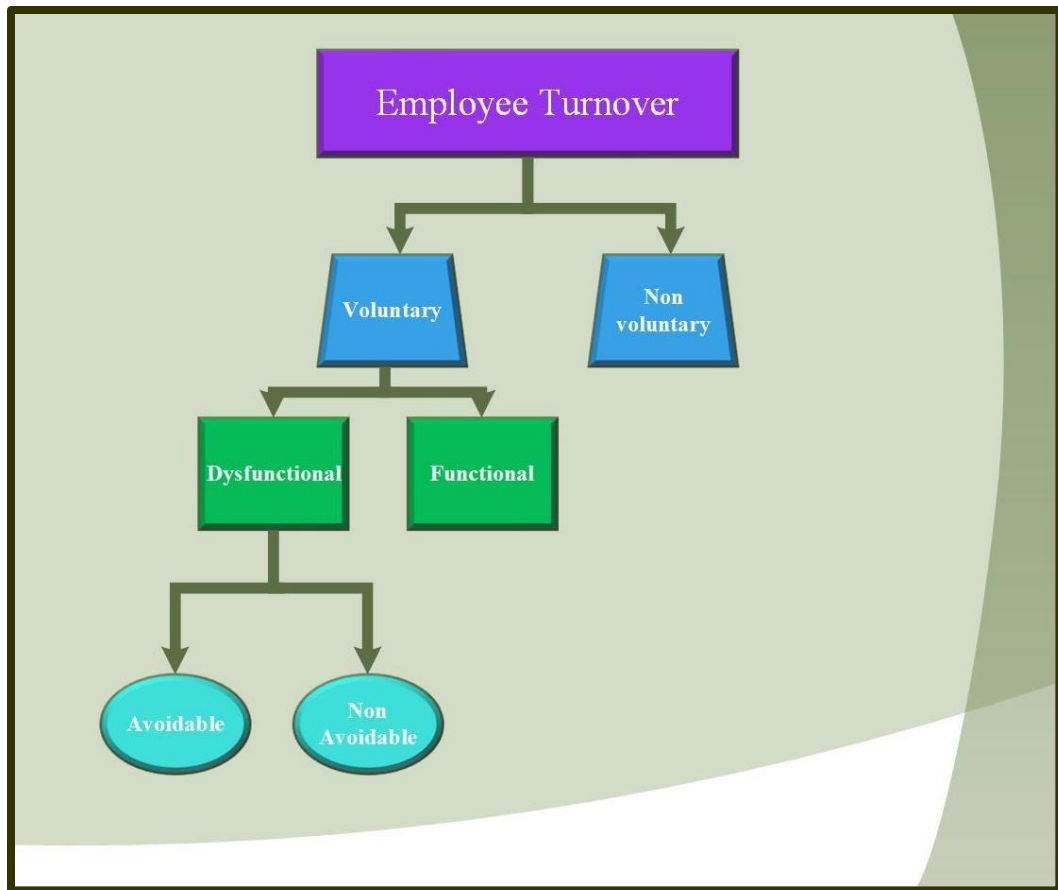 Employee Turnover
Voluntary
Non
voluntary
Dysfunctional
Functional
Avoidable
Non
Avoidable